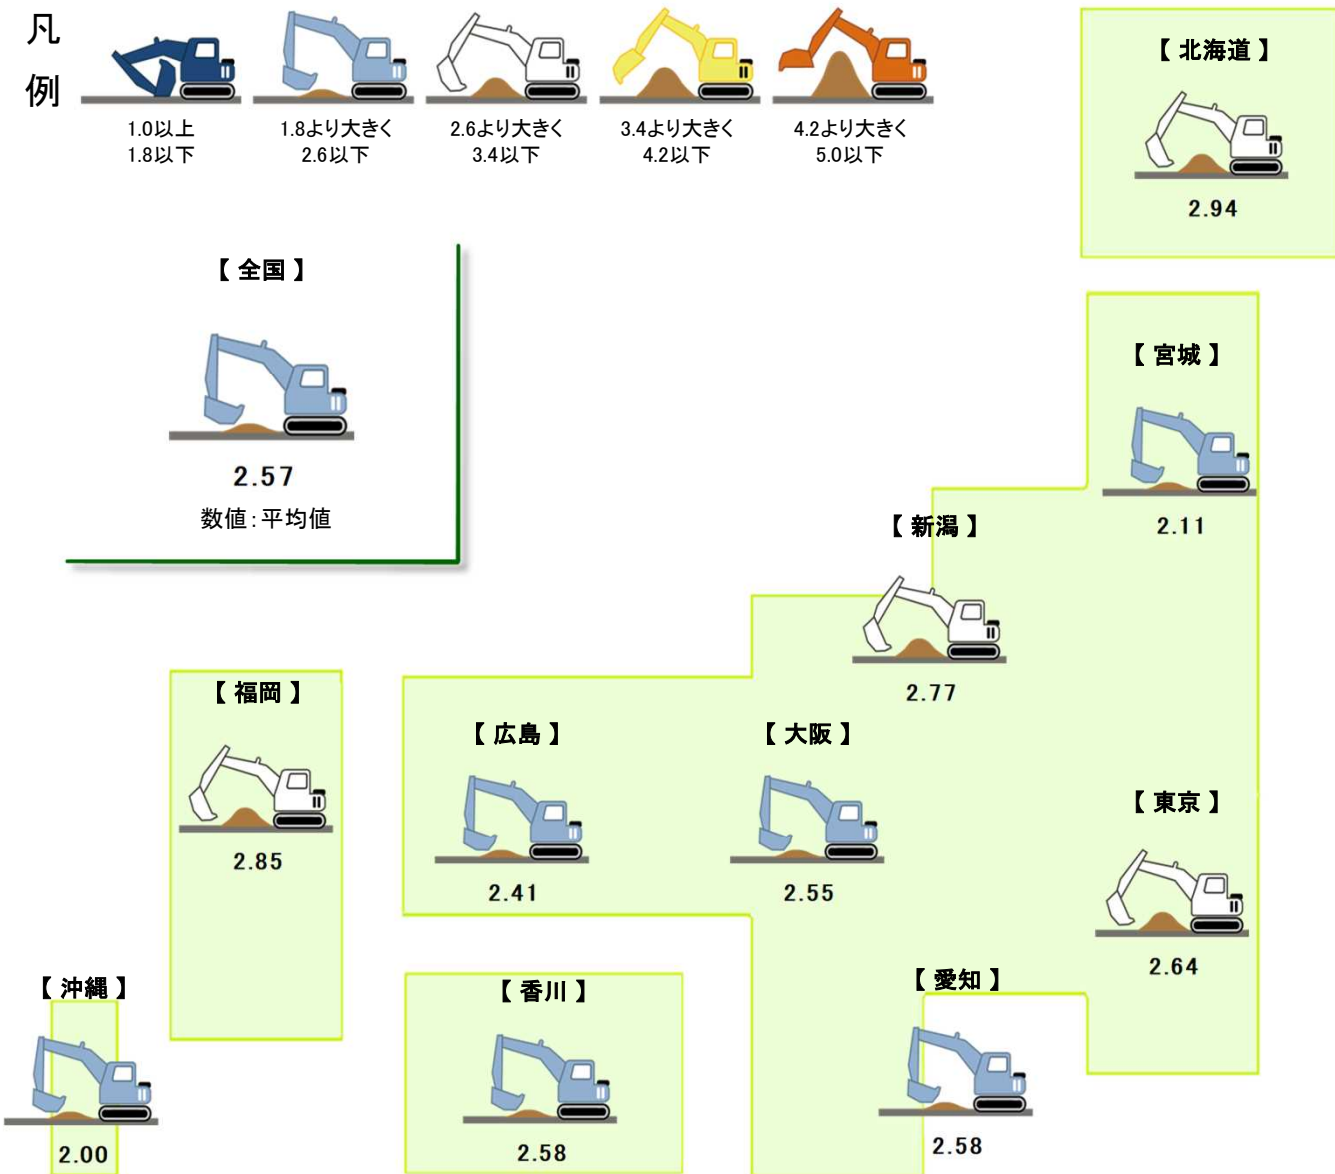 凡
例
1.0以上
1.8以下
1.8より大きく
2.6以下
2.6より大きく
3.4以下
3.4より大きく
4.2以下
4.2より大きく
5.0以下
【 北海道 】
2.94
【 全国 】
2.57
数値：平均値
【 宮城 】
2.11
【 新潟 】
2.77
【 福岡 】
2.85
【 広島 】
2.41
【 大阪 】
2.55
【 東京 】
2.64
【 沖縄 】
2.00
【 香川 】
2.58
【 愛知 】
2.58